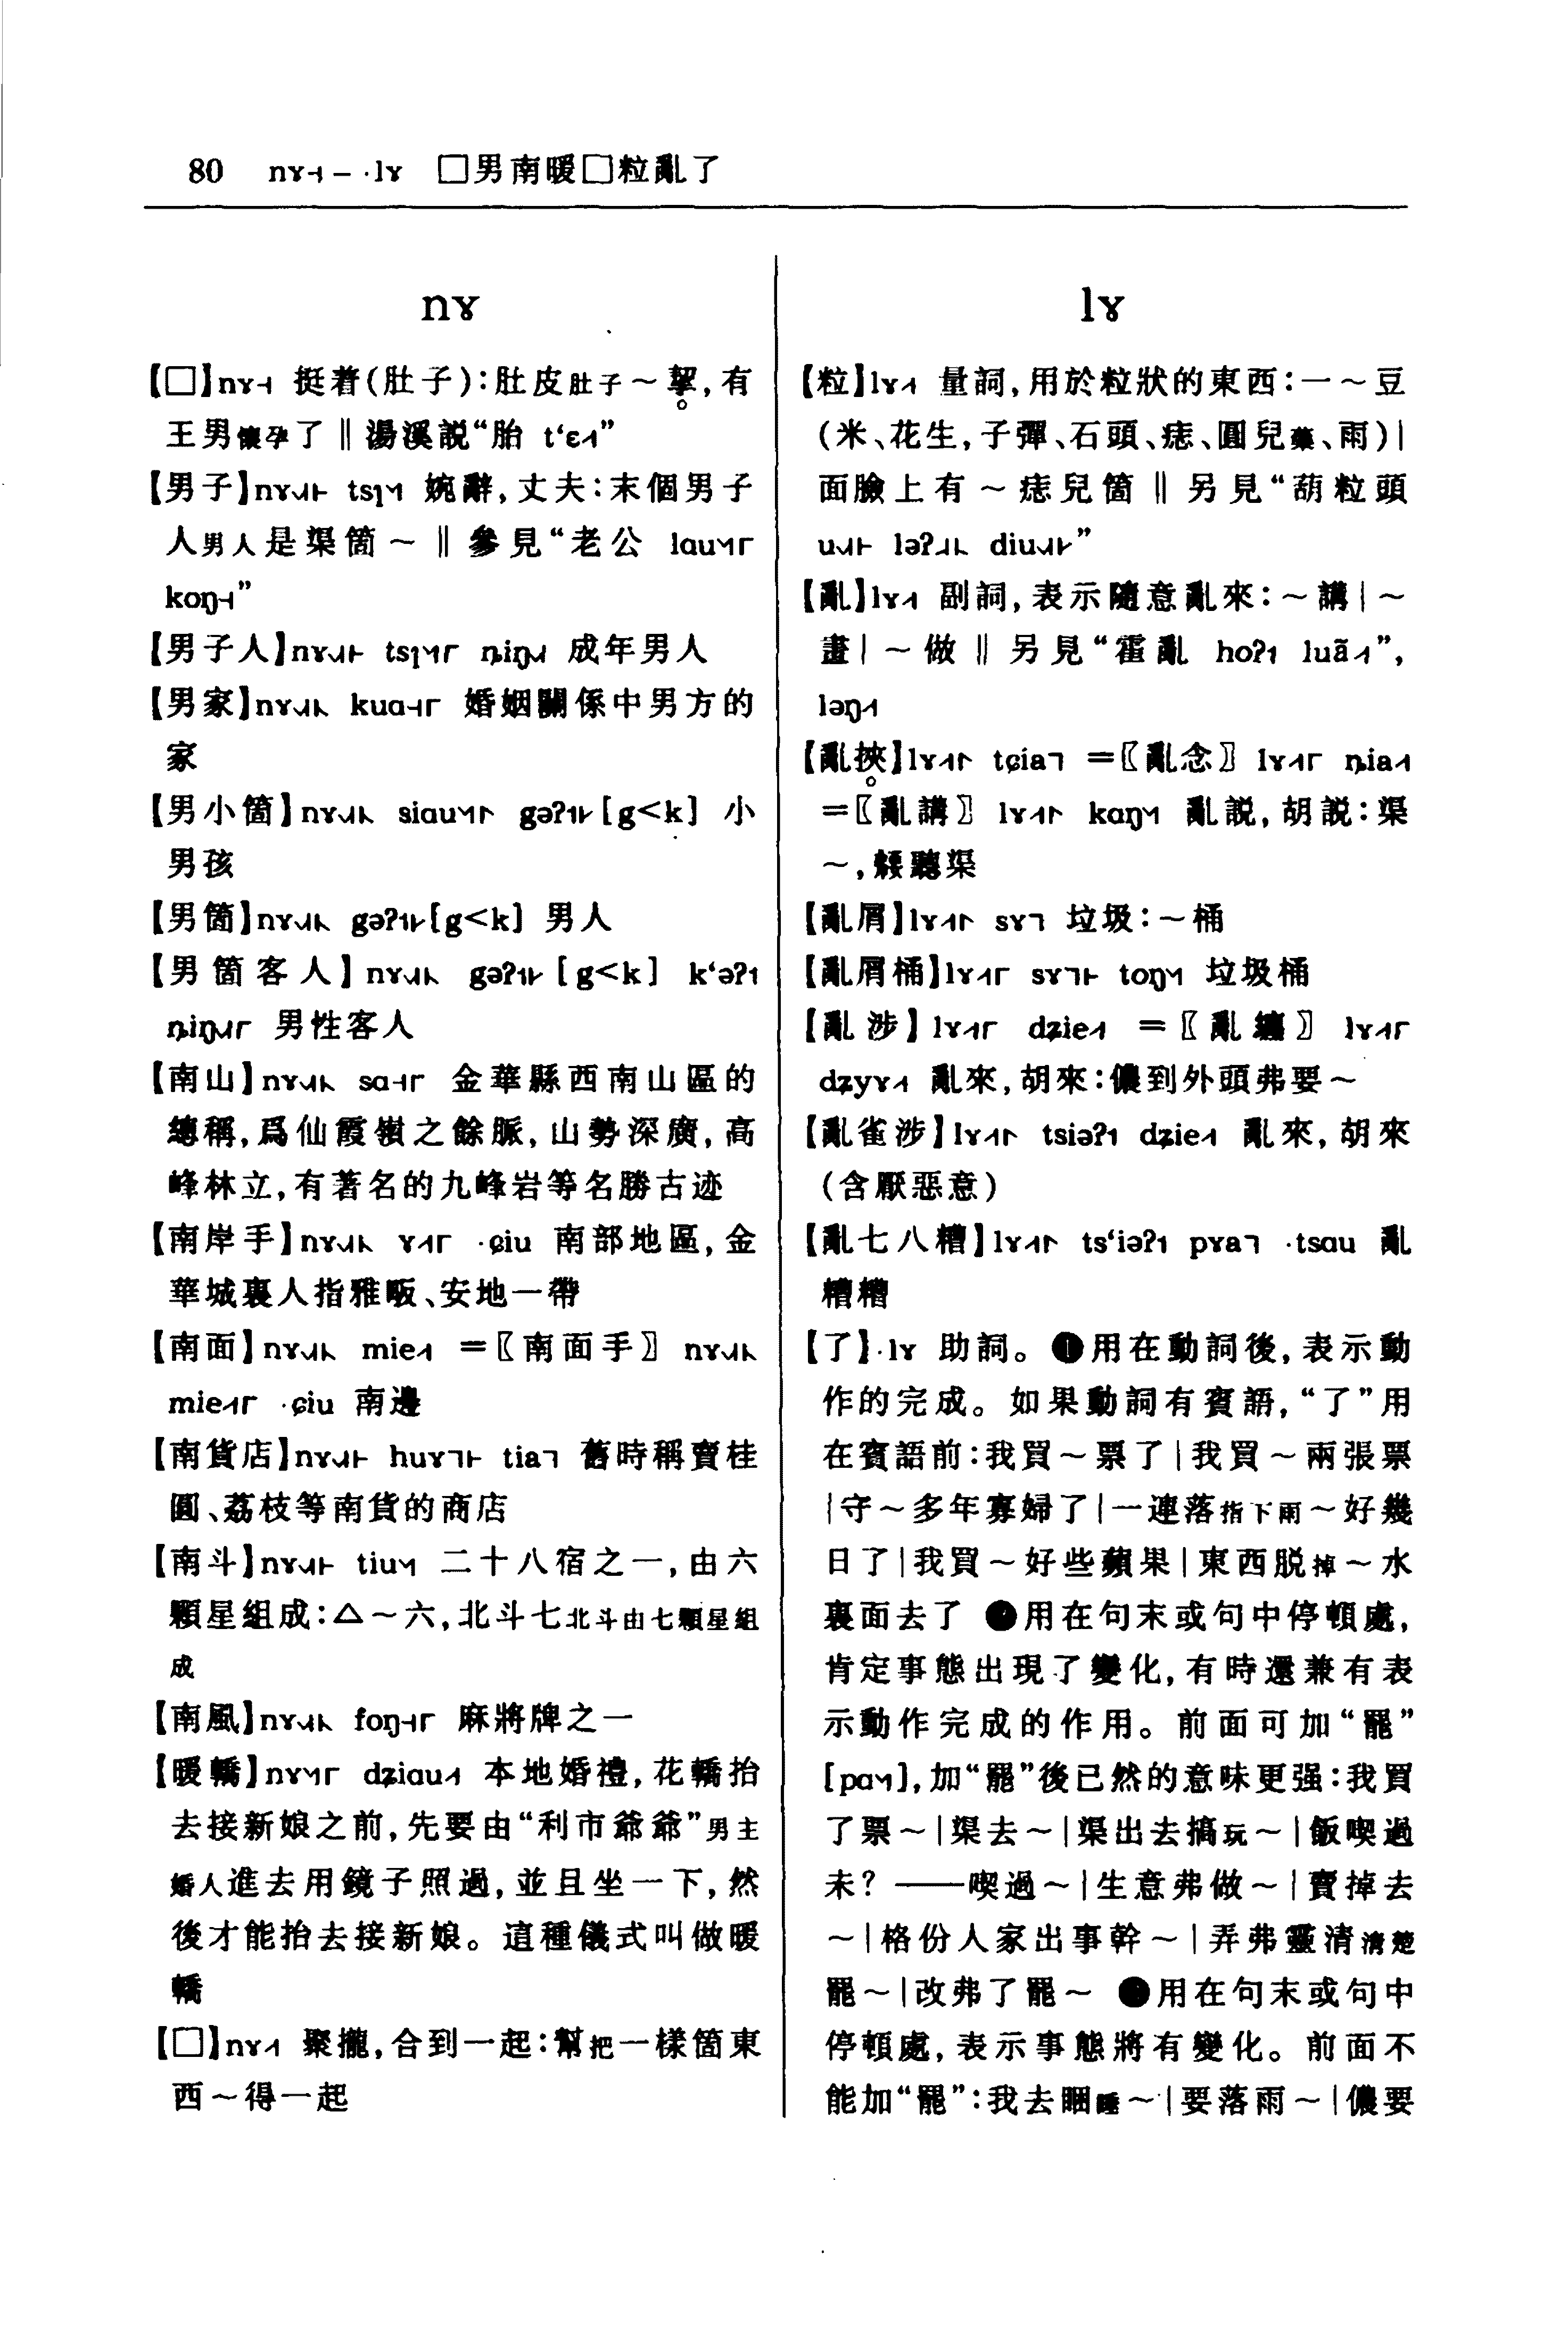 80 nɤ˧˧˦ – ·lɤ □男南暖□粒亂了
nɤ
【□】nɤ˧˧˦ 挺着(肚子)：肚皮肚子～挐,有
王男懷孕了‖湯溪説“胎 t‘ɛ˩˦”
【男子】nɤ˧˩˧꜔ tsɿ˥˧˥ 婉辭,丈夫：末個男子
人男人是渠箇～‖參見“老公 lau˥˧˥꜒
koŋ˧˧˦”
【男子人】nɤ˧˩˧꜔ tsɿ˥˧˥꜒ ȵiŋ˧˩˧ 成年男人
【男家】nɤ˧˩˧꜔꜖ kua˧˧˦꜒ 婚姻關係中男方的
家
【男小箇】nɤ˧˩˧꜔꜖ siau˥˧˥꜒꜔ gəʔ˦꜖꜓[g<k] 小
男孩
【男箇】nɤ˧˩˧꜔꜖ gəʔ˦꜖꜓[g<k] 男人
【男箇客人】nɤ˧˩˧꜔꜖ gəʔ˦꜖꜓[g<k] k‘əʔ˦
ȵiŋ˧˩˧꜒ 男性客人
【南山】nɤ˧˩˧꜔꜖ sa˧˧˦꜒ 金華縣西南山區的
總稱,爲仙霞嶺之餘脈,山勢深廣,高
峰林立,有著名的九峰岩等名勝古迹
【南岸手】nɤ˧˩˧꜔꜖ ɤ˩˦꜒ ·ɕiu 南部地區,金
華城裏人指雅畈、安地一帶
【南面】nɤ˧˩˧꜔꜖ mie˩˦ ＝〖南面手〗nɤ˧˩˧꜔꜖
mie˩˦꜒ ·ɕiu 南邊
【南貨店】nɤ˧˩˧꜔ huɤ˥꜔ tia˥ 舊時稱賣桂
圓、荔枝等南貨的商店
【南斗】nɤ˧˩˧꜔ tiu˥˧˥ 二十八宿之一,由六
顆星組成：△～六,北斗七北斗由七顆星組
成
【南風】nɤ˧˩˧꜔꜖ foŋ˧˧˦꜒ 麻將牌之一
【暖轎】nɤ˥˧˥꜒ dʑiau˩˦ 本地婚禮,花轎抬
去接新娘之前,先要由“利市爺爺”男主
婚人進去用鏡子照過,並且坐一下,然
後才能抬去接新娘。這種儀式叫做暖
轎
【□】nɤ˩˦ 聚攏,合到一起：幫把一樣箇東
西～得一起
lɤ
【粒】lɤ˩˦ 量詞,用於粒狀的東西：一～豆
(米、花生,子彈、石頭、痣、圓兒藥、雨)|
面臉上有～痣兒箇‖另見“葫粒頭
u˧˩˧꜔ ləʔ˨˩˨꜔꜖ diu˧˩˧꜖꜓”
【亂】lɤ˩˦ 副詞,表示隨意亂來：～講|～
畫|～做‖另見“霍亂 hoʔ˦ luã˩˦”,
ləŋ˩˦
【亂挾】lɤ˩˦꜒꜔ tɕia˥ ＝〖亂念〗lɤ˩˦꜒ ȵia˩˦
＝〖亂講〗lɤ˩˦꜒꜔ kaŋ˥˧˥ 亂説,胡説：渠
～,覅聽渠
【亂屑】lɤ˩˦꜒꜔ sɤ˥ 垃圾：～桶
【亂屑桶】lɤ˩˦꜒ sɤ˥꜔ toŋ˥˧˥ 垃圾桶
【亂涉】lɤ˩˦꜒ dʑie˩˦ ＝〖亂纏〗lɤ˩˦꜒
dʑyɤ˩˦ 亂來,胡來：儂到外頭弗要～
【亂雀涉】lɤ˩˦꜒꜔ tsiəʔ˦ dʑie˩˦ 亂來,胡來
(含厭惡意)
【亂七八糟】lɤ˩˦꜒꜔ ts‘iəʔ˦ pɤa˥ ·tsau 亂
糟糟
【了】·lɤ 助詞。❶用在動詞後,表示動
作的完成。如果動詞有賓語,“了”用
在賓語前：我買～票了|我買～兩張票
|守～多年寡婦了|一連落指下雨～好幾
日了|我買～好些蘋果|東西脱掉～水
裏面去了 ❷用在句末或句中停頓處,
肯定事態出現了變化,有時還兼有表
示動作完成的作用。前面可加“罷”
[pa˥˧˥],加“罷”後已然的意味更强：我買
了票～|渠去～|渠出去搞玩～|飯喫過
未？——喫過～|生意弗做～|賣掉去
～|格份人家出事幹～|弄弗靈清清楚
罷～|改弗了罷～ ❸用在句末或句中
停頓處,表示事態將有變化。前面不
能加“罷”：我去睏睡～|要落雨～|儂要